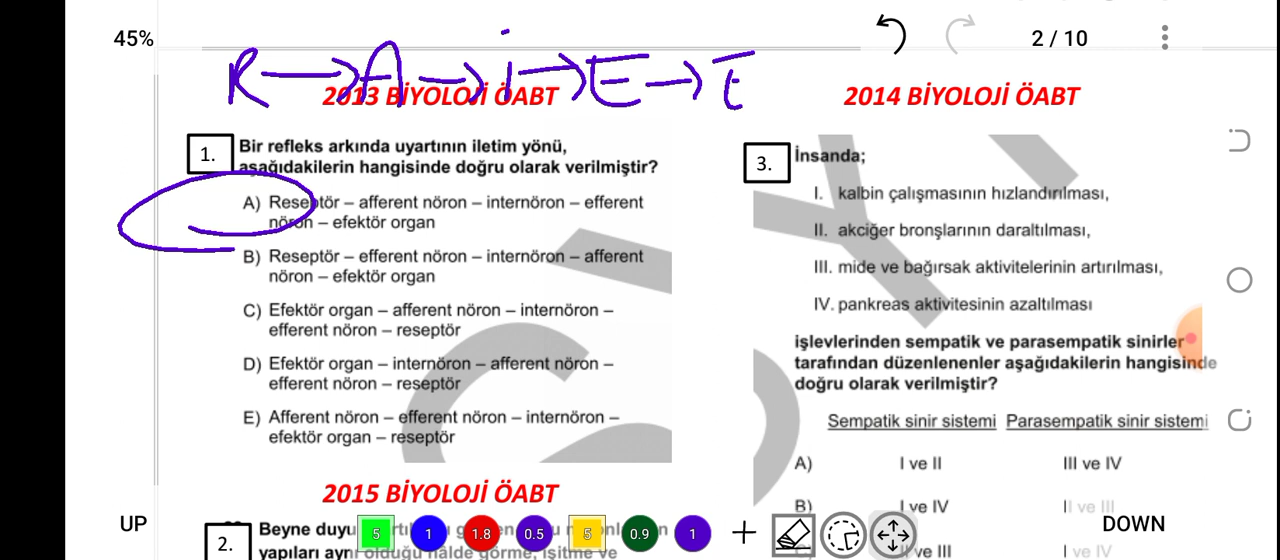 45%
2 / 10
R → A → i → E → E
2013 BİYOLOJİ ÖABT
1.
Bir refleks arkında uyartının iletim yönü,
aşağıdakilerin hangisinde doğru olarak verilmiştir?
A) Reseptör – afferent nöron – internöron – efferent
nöron – efektör organ
B) Reseptör – efferent nöron – internöron – afferent
nöron – efektör organ
C) Efektör organ – afferent nöron – internöron –
efferent nöron – reseptör
D) Efektör organ – internöron – afferent nöron –
efferent nöron – reseptör
E) Afferent nöron – efferent nöron – internöron –
efektör organ – reseptör
2015 BİYOLOJİ ÖABT
2.
Beyne duyu
yapıları aynı olduğu hâlde görme, işitme ve
2014 BİYOLOJİ ÖABT
3.
İnsanda;
I. kalbin çalışmasının hızlandırılması,
II. akciğer bronşlarının daraltılması,
III. mide ve bağırsak aktivitelerinin artırılması,
IV. pankreas aktivitesinin azaltılması
işlevlerinden sempatik ve parasempatik sinirler
tarafından düzenlenenler aşağıdakilerin hangisinde
doğru olarak verilmiştir?
Sempatik sinir sistemi Parasempatik sinir sistemi
A) I ve II III ve IV
B) I ve IV II ve III
ve III I ve IV
UP
5 1 1.8 0.5 5 0.9 1
DOWN